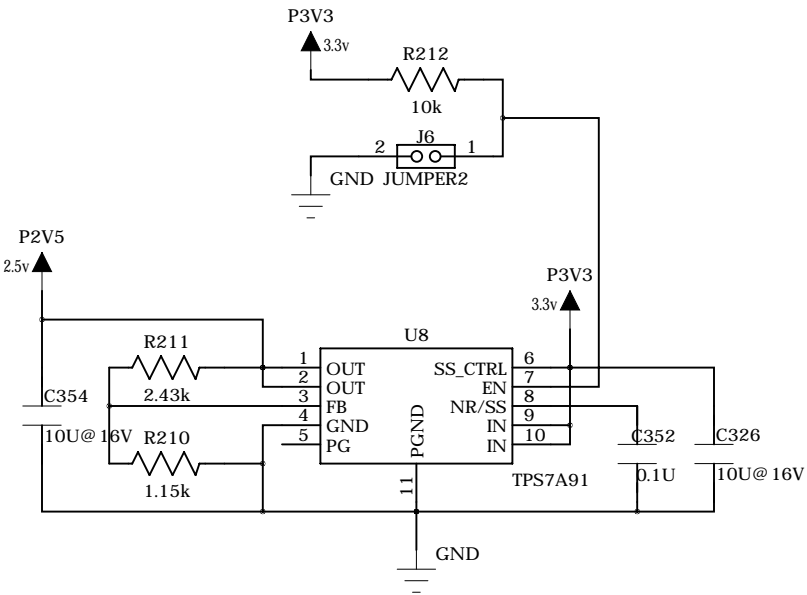 P3V3
3.3v
R212
10k
2 J6 1
GND JUMPER2
P2V5
2.5v
P3V3
3.3v
U8
R211
2.43k
1 OUT SS_CTRL 6
2 OUT EN 7
3 FB NR/SS 8
4 GND IN 9
5 PG IN 10
PGND
11
C354
10U@16V
R210
1.15k
TPS7A91
C352
0.1U
C326
10U@16V
GND